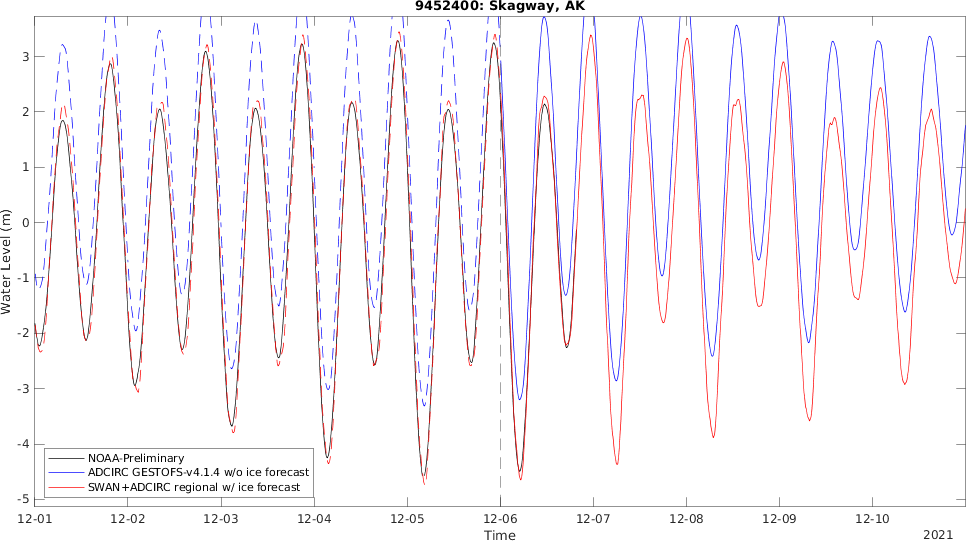 9452400: Skagway, AK
3
2
1
0
-1
-2
-3
-4
-5
Water Level (m)
NOAA-Preliminary
ADCIRC GESTOFS-v4.1.4 w/o ice forecast
SWAN+ADCIRC regional w/ ice forecast
12-01 12-02 12-03 12-04 12-05 12-06 12-07 12-08 12-09 12-10
Time
2021